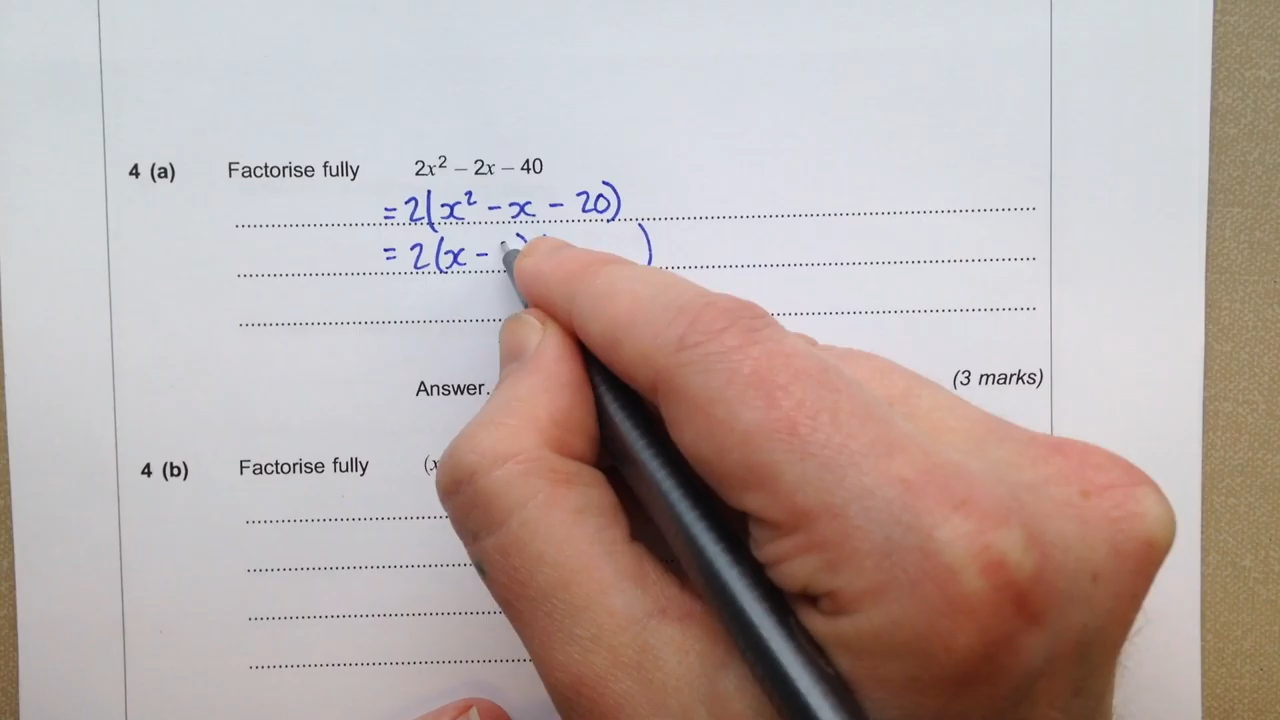 4 (a) Factorise fully 2x² – 2x – 40
= 2(x² - x - 20)
= 2(x - )
Answer.
(3 marks)
4 (b) Factorise fully (x